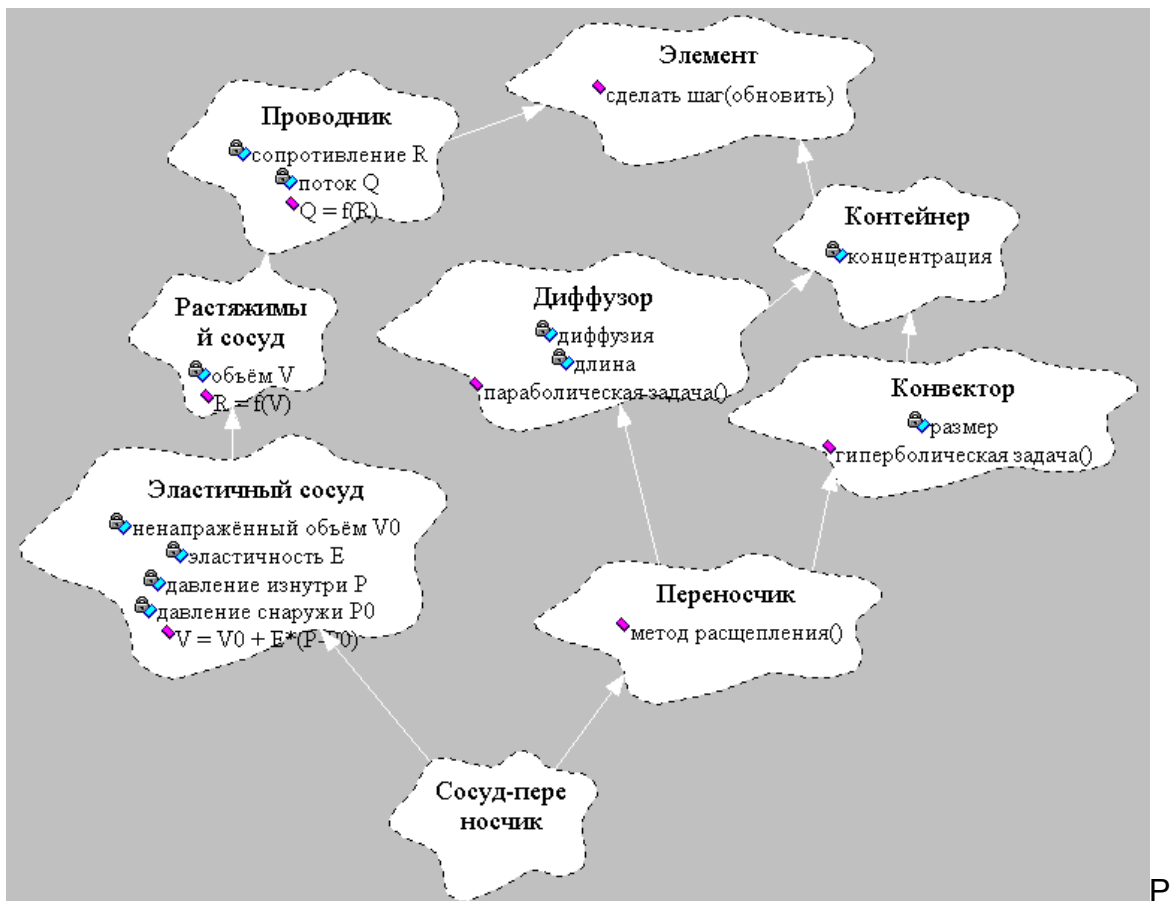 Элемент
сделать шаг(обновить)
Проводник
сопротивление R
поток Q
Q = f(R)
Контейнер
концентрация
Растяжимы
й сосуд
объём V
R = f(V)
Диффузор
диффузия
длина
параболическая задача()
Конвектор
размер
гиперболическая задача()
Эластичный сосуд
ненапряжённый объём V0
эластичность E
давление изнутри P
давление снаружи P0
V = V0 + E*(P-P0)
Переносчик
метод расщепления()
Сосуд-пере
носчик
Р